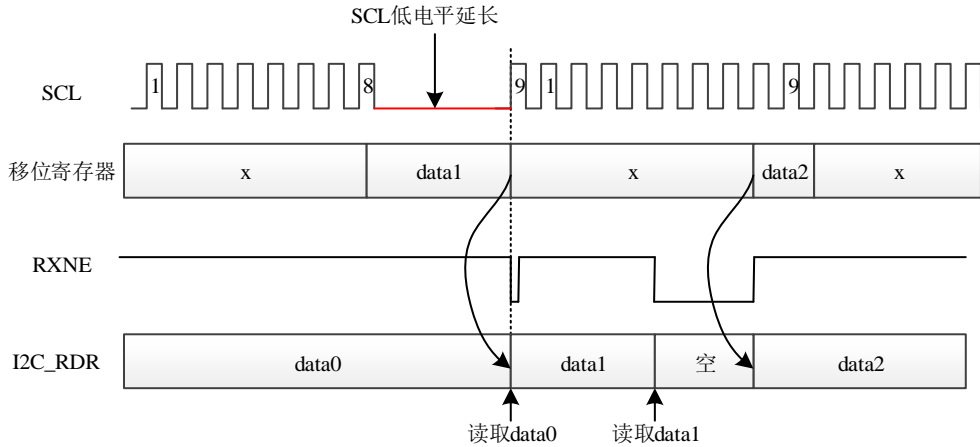 SCL低电平延长
SCL 1 8 9 1 9
移位寄存器 x data1 x data2 x
RXNE
I2C_RDR data0 data1 空 data2
读取data0 读取data1